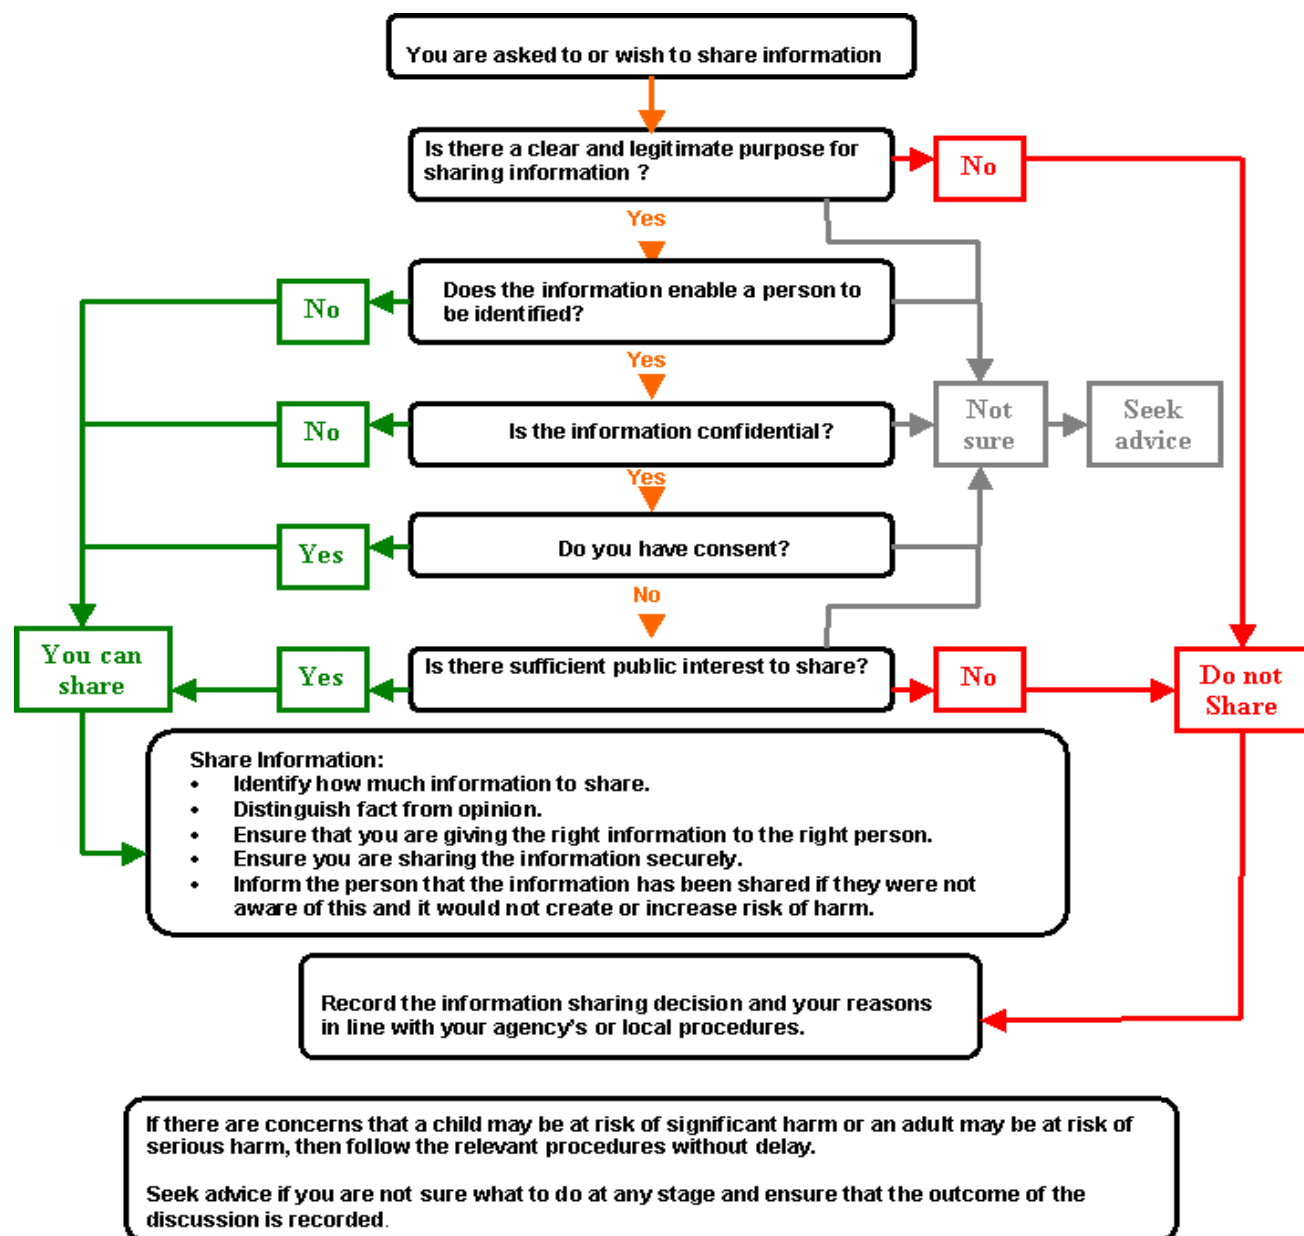 You are asked to or wish to share information
Is there a clear and legitimate purpose for
sharing information ?
No
Yes
Does the information enable a person to
be identified?
No
Yes
Is the information confidential?
No
Not
sure
Seek
advice
Yes
Do you have consent?
Yes
No
You can
share
Yes
Is there sufficient public interest to share?
No
Do not
Share
Share Information:
• Identify how much information to share.
• Distinguish fact from opinion.
• Ensure that you are giving the right information to the right person.
• Ensure you are sharing the information securely.
• Inform the person that the information has been shared if they were not
aware of this and it would not create or increase risk of harm.
Record the information sharing decision and your reasons
in line with your agency's or local procedures.
If there are concerns that a child may be at risk of significant harm or an adult may be at risk of
serious harm, then follow the relevant procedures without delay.
Seek advice if you are not sure what to do at any stage and ensure that the outcome of the
discussion is recorded.